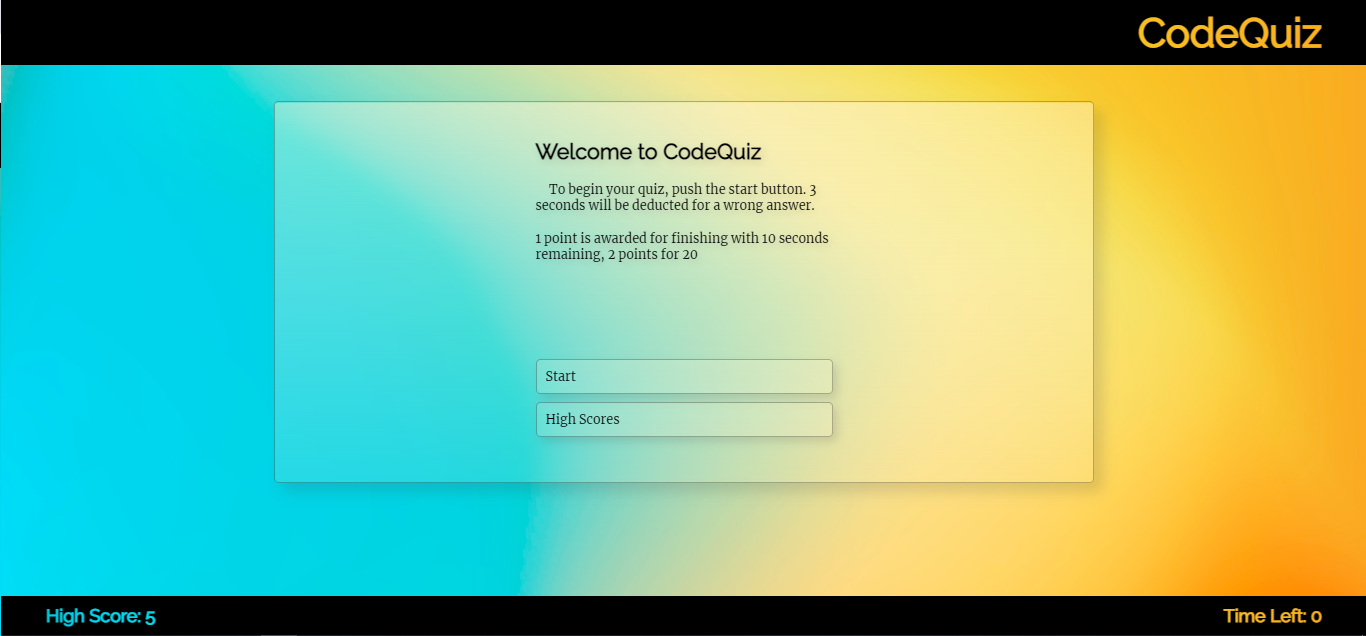 CodeQuiz
Welcome to CodeQuiz
To begin your quiz, push the start button. 3
seconds will be deducted for a wrong answer.
1 point is awarded for finishing with 10 seconds
remaining, 2 points for 20
Start
High Scores
High Score: 5
Time Left: 0